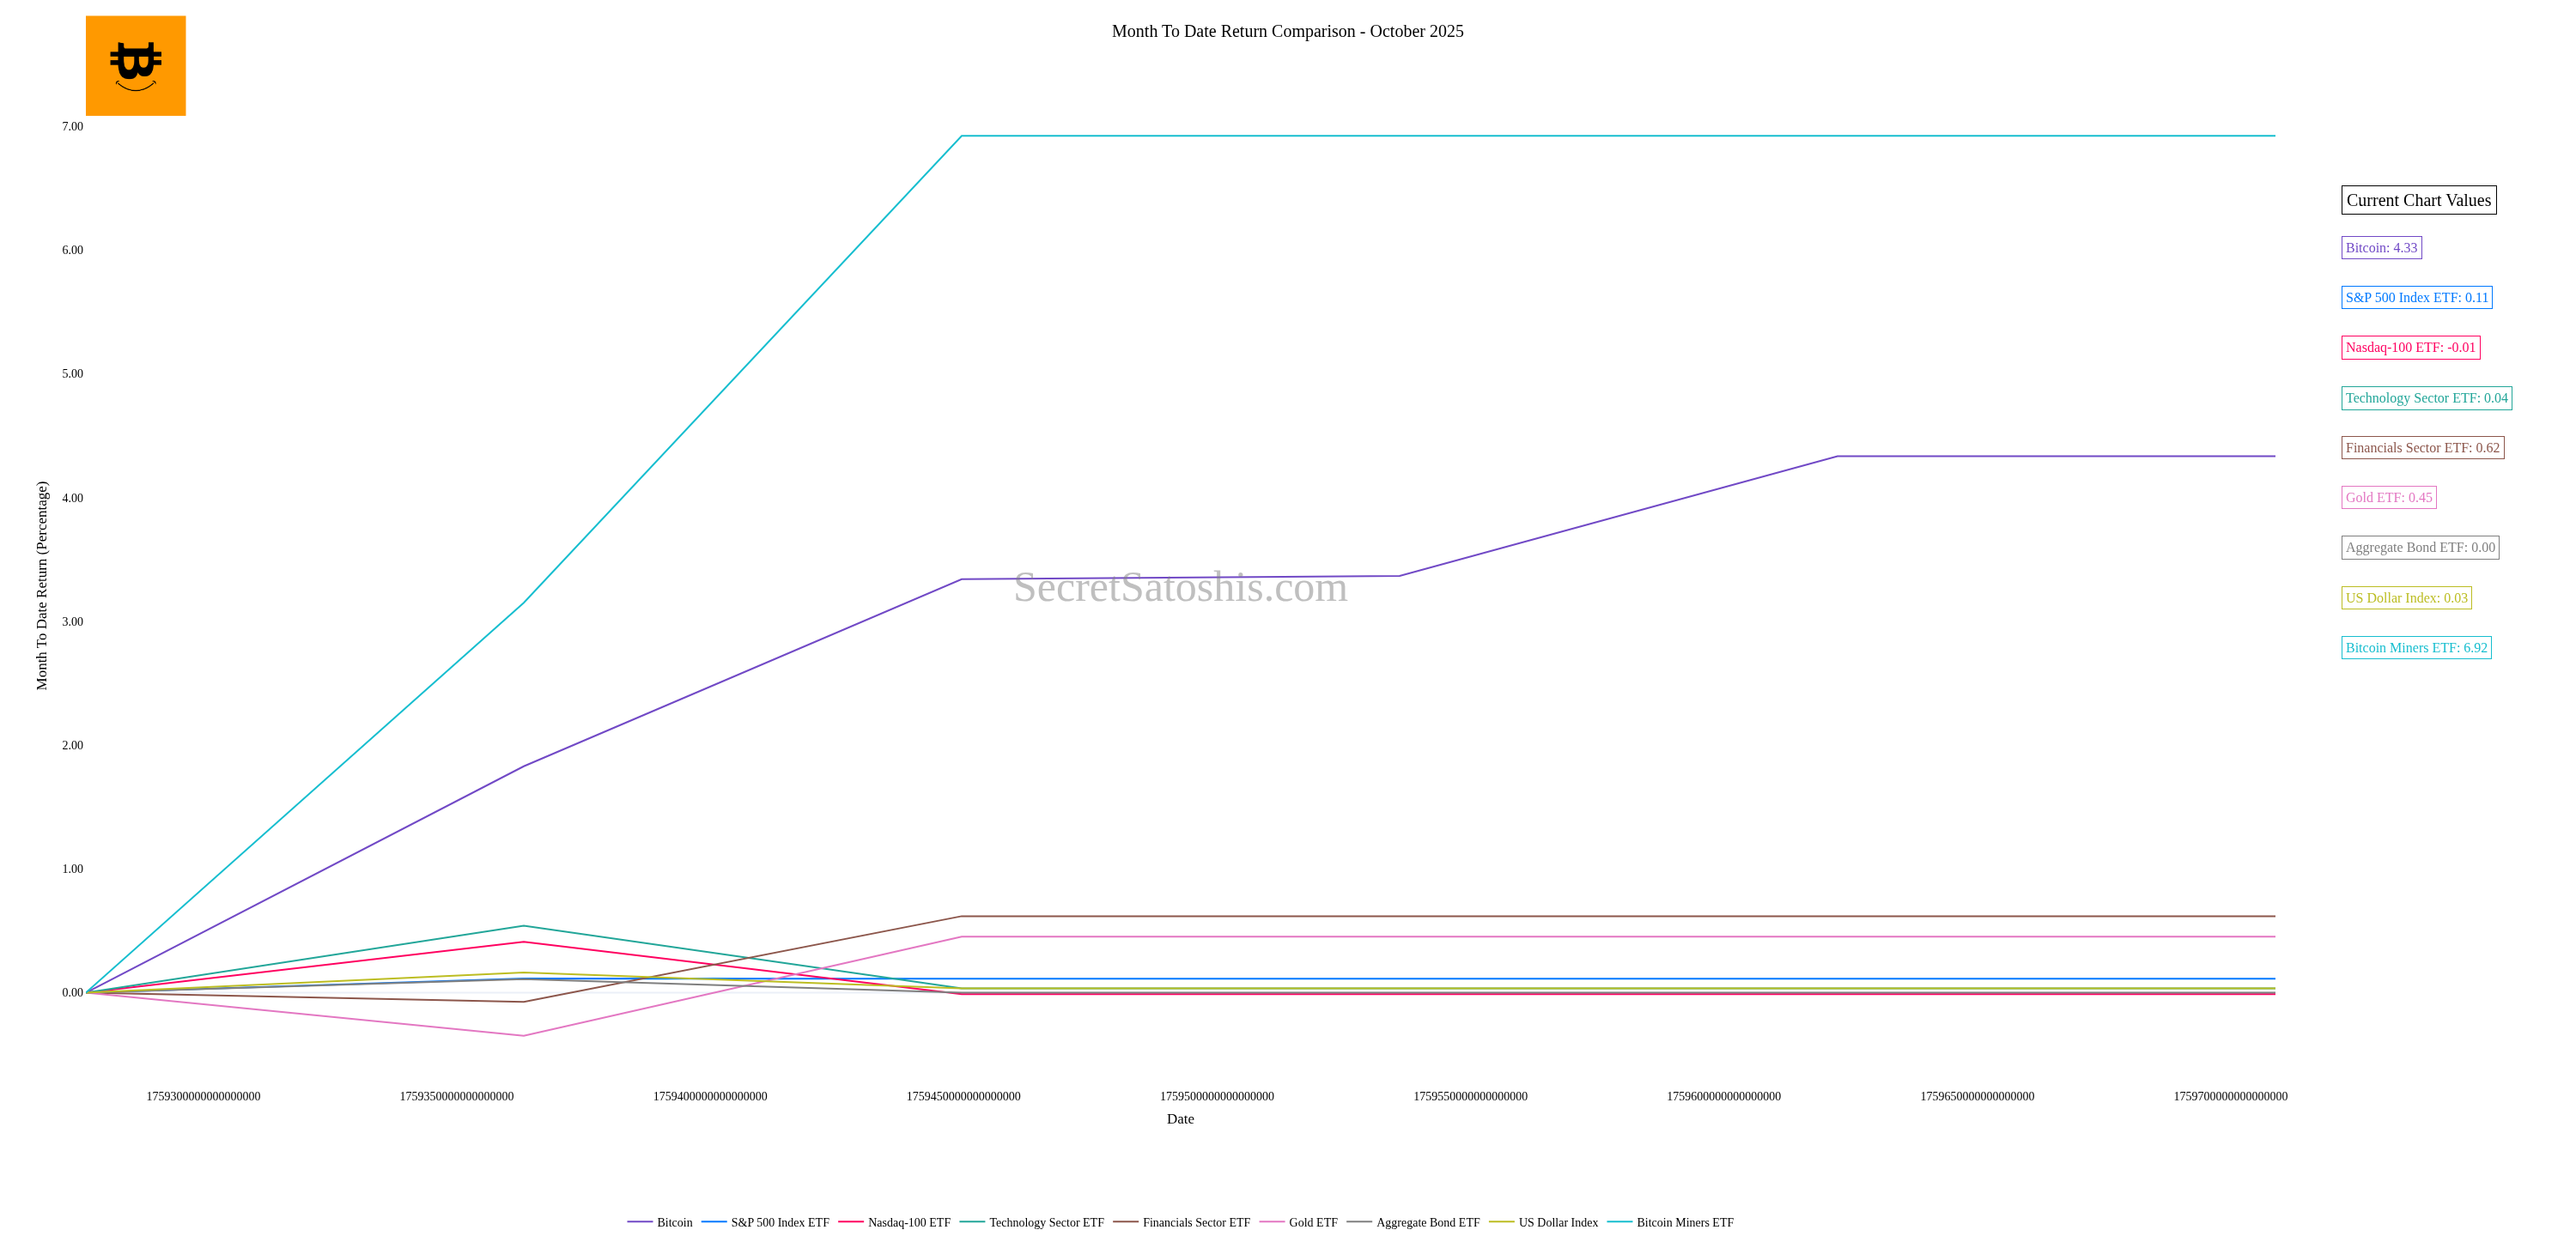 Month To Date Return Comparison - October 2025
7.00
6.00
5.00
4.00
3.00
2.00
1.00
0.00
Month To Date Return (Percentage)
SecretSatoshis.com
Current Chart Values
Bitcoin: 4.33
S&P 500 Index ETF: 0.11
Nasdaq-100 ETF: -0.01
Technology Sector ETF: 0.04
Financials Sector ETF: 0.62
Gold ETF: 0.45
Aggregate Bond ETF: 0.00
US Dollar Index: 0.03
Bitcoin Miners ETF: 6.92
1759300000000000000 1759350000000000000 1759400000000000000 1759450000000000000 1759500000000000000 1759550000000000000 1759600000000000000 1759650000000000000 1759700000000000000
Date
Bitcoin S&P 500 Index ETF Nasdaq-100 ETF Technology Sector ETF Financials Sector ETF Gold ETF Aggregate Bond ETF US Dollar Index Bitcoin Miners ETF